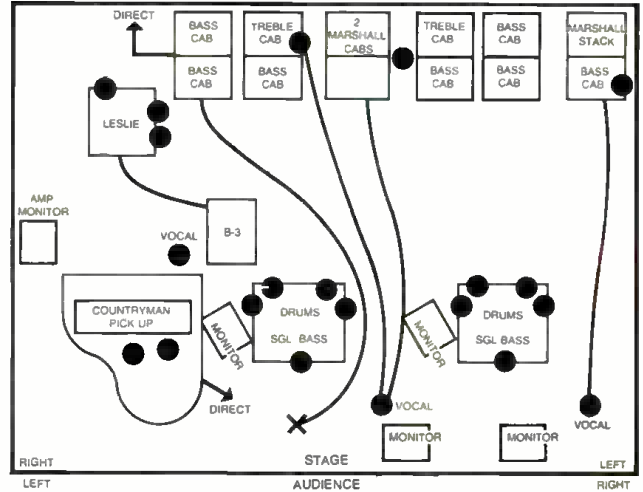 DIRECT
BASS
CAB
BASS
CAB
TREBLE
CAB
BASS
CAB
2
MARSHALL
CABS
TREBLE
CAB
BASS
CAB
BASS
CAB
BASS
CAB
MARSHALL
STACK
BASS
CAB
LESLIE
AMP
MONITOR
VOCAL
B-3
COUNTRYMAN
PICK UP
MONITOR
DRUMS
SGL BASS
MONITOR
DRUMS
SGL BASS
DIRECT
VOCAL
VOCAL
MONITOR
MONITOR
RIGHT
STAGE
LEFT
LEFT
AUDIENCE
RIGHT